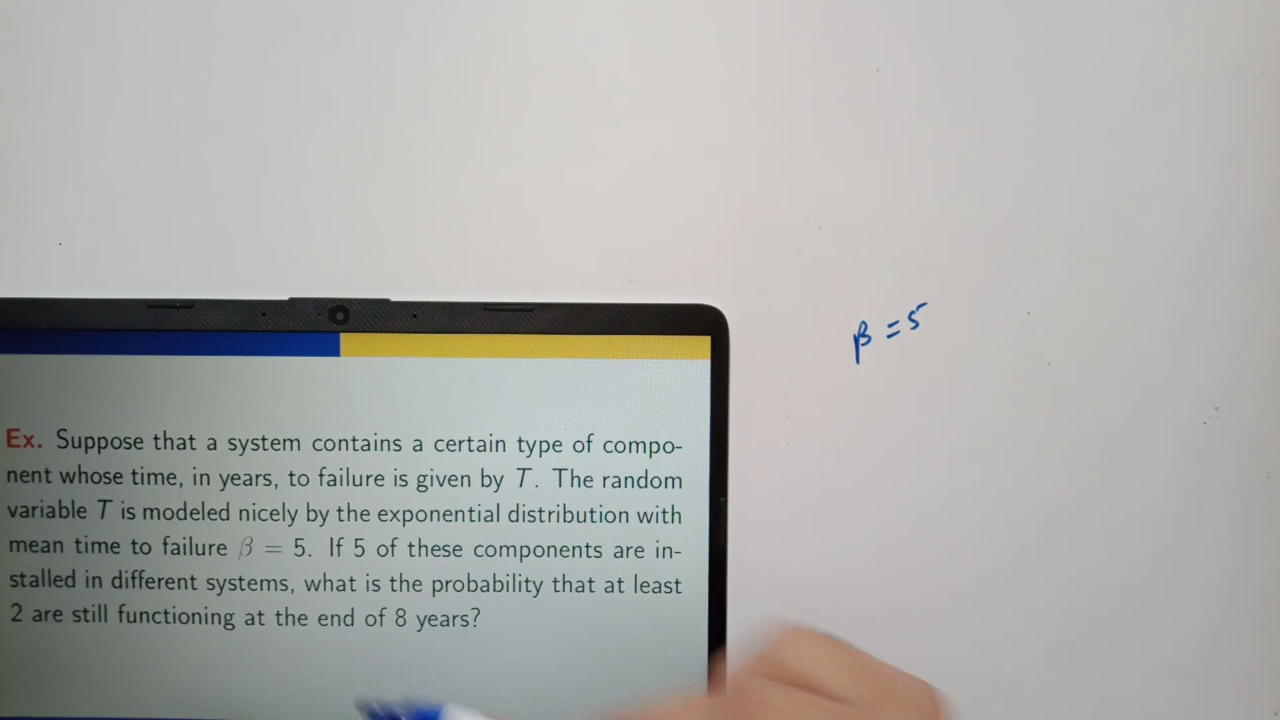 β = 5
Ex. Suppose that a system contains a certain type of compo-
nent whose time, in years, to failure is given by T. The random
variable T is modeled nicely by the exponential distribution with
mean time to failure β = 5. If 5 of these components are in-
stalled in different systems, what is the probability that at least
2 are still functioning at the end of 8 years?